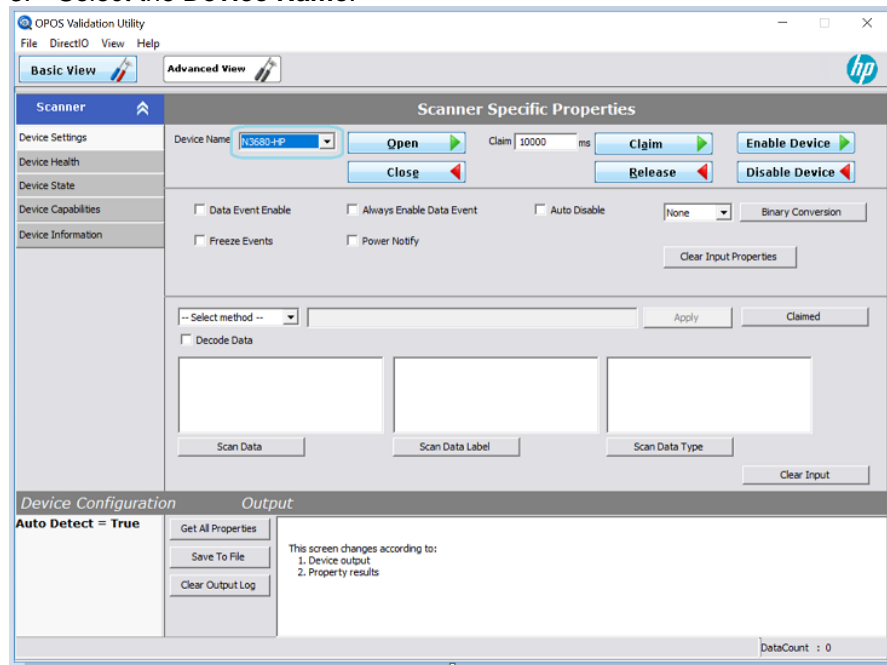 Select the Device Name.
OPOS Validation Utility
File DirectIO View Help
Basic View
Advanced View
hp
Scanner
Scanner Specific Properties
Device Settings
Device Health
Device State
Device Capabilities
Device Information
Device Name N3680-HP Open Claim 10000 ms Claim Enable Device
Close Release Disable Device
Data Event Enable Always Enable Data Event Auto Disable None Binary Conversion
Freeze Events Power Notify
Clear Input Properties
-- Select method -- Apply Claimed
Decode Data
Scan Data Scan Data Label Scan Data Type
Clear Input
Device Configuration Output
Auto Detect = True
Get All Properties
Save To File
Clear Output Log
This screen changes according to:
1. Device output
2. Property results
DataCount : 0